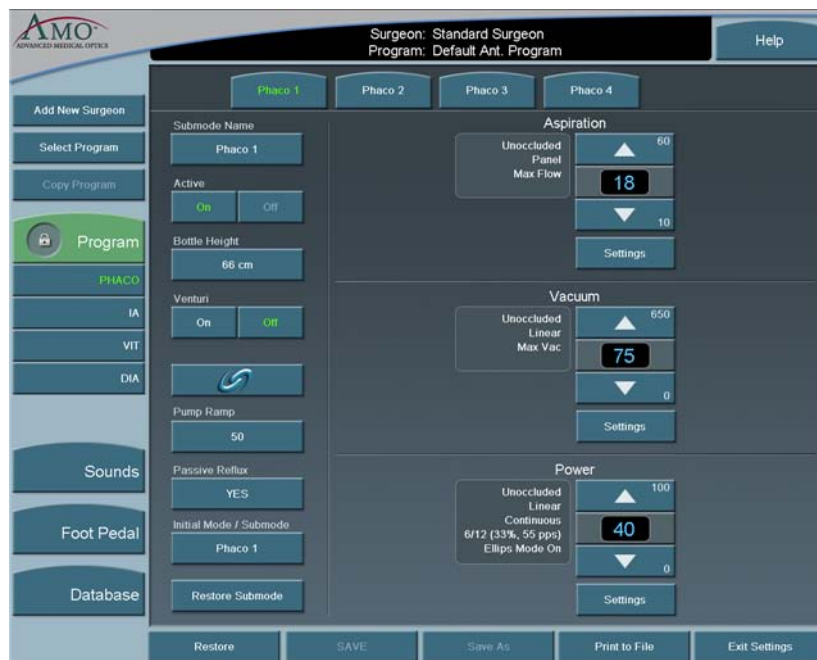 AMO
ADVANCED MEDICAL OPTICS
Surgeon: Standard Surgeon
Program: Default Ant. Program
Help
Phaco 1
Phaco 2
Phaco 3
Phaco 4
Add New Surgeon
Select Program
Copy Program
Program
PHACO
IA
VIT
DIA
Sounds
Foot Pedal
Database
Submode Name
Phaco 1
Active
On
Off
Bottle Height
66 cm
Venturi
On
Off
Pump Ramp
50
Passive Reflux
YES
Initial Mode / Submode
Phaco 1
Restore Submode
Aspiration
Unoccluded
Panel
Max Flow
60
18
10
Settings
Vacuum
Unoccluded
Linear
Max Vac
650
75
0
Settings
Power
Unoccluded
Linear
Continuous
6/12 (33%, 55 pps)
Ellips Mode On
100
40
0
Settings
Restore
SAVE
Save As
Print to File
Exit Settings